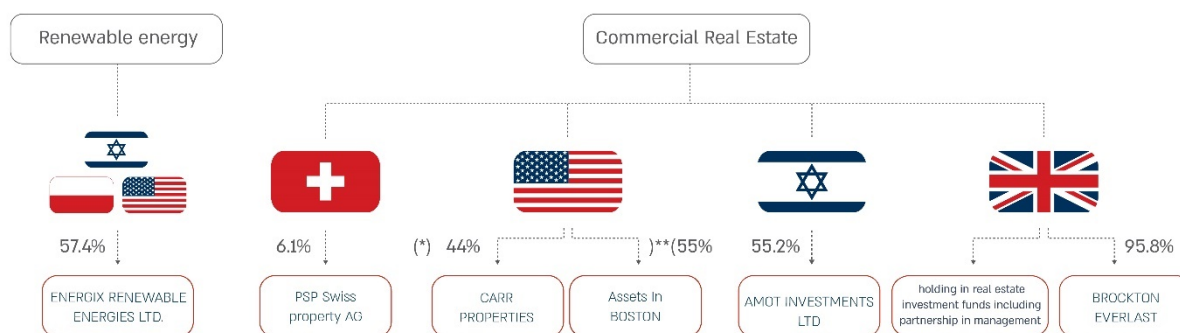 Renewable energy
Commercial Real Estate
57.4%
6.1%
(*) 44%
)**(55%
55.2%
95.8%
ENERGIX RENEWABLE
ENERGIES LTD.
PSP Swiss
property AG
CARR
PROPERTIES
Assets In
BOSTON
AMOT INVESTMENTS
LTD
holding in real estate
investment funds including
partnership in management
BROCKTON
EVERLAST